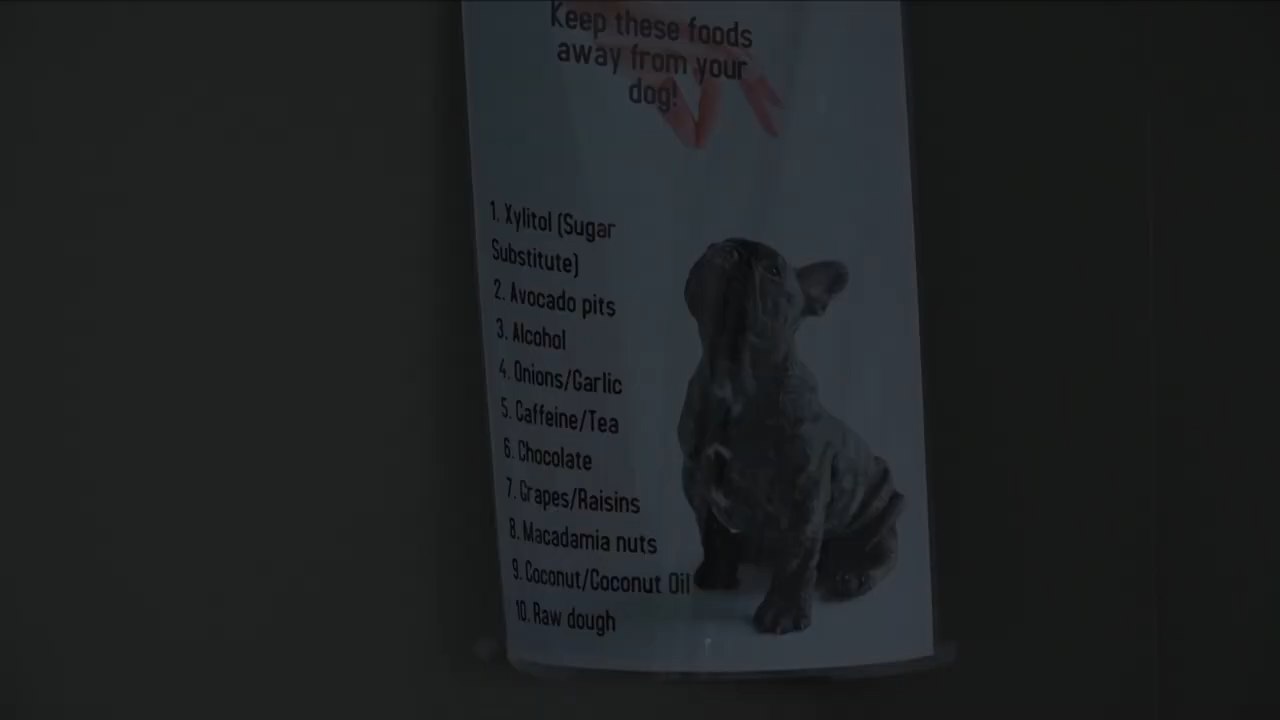 Keep these foods
away from your
dog!
1. Xylitol (Sugar
Substitute)
2. Avocado pits
3. Alcohol
4. Onions/Garlic
5. Caffeine/Tea
6. Chocolate
7. Grapes/Raisins
8. Macadamia nuts
9. Coconut/Coconut Oil
10. Raw dough